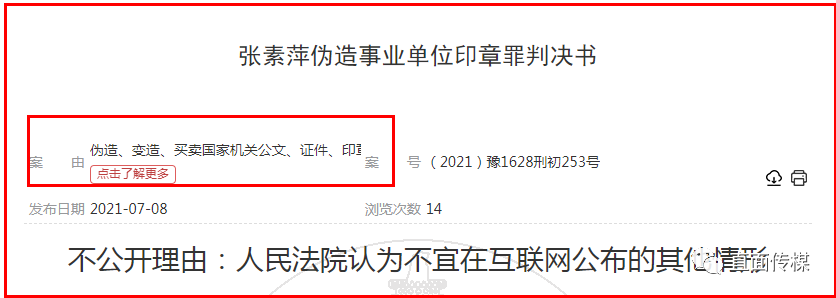 张素萍伪造事业单位印章罪判决书
案 由 伪造、变造、买卖国家机关公文、证件、印章 案 号 （2021）豫1628刑初253号
点击了解更多
发布日期 2021-07-08 浏览次数 14
不公开理由：人民法院认为不宜在互联网公布的其他情形
直面传媒